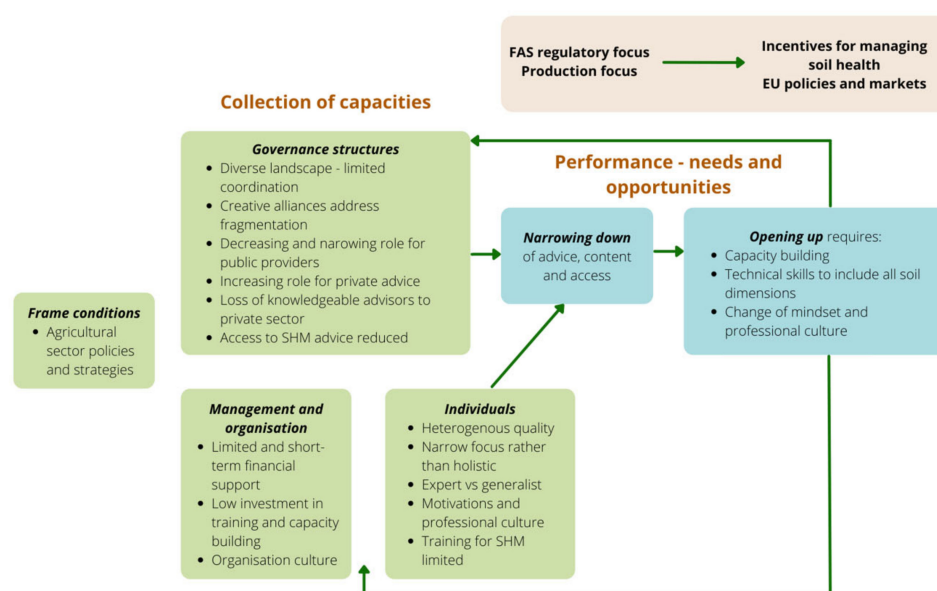 FAS regulatory focus
Production focus
Incentives for managing
soil health
EU policies and markets
Collection of capacities
Governance structures
• Diverse landscape - limited
coordination
• Creative alliances address
fragmentation
• Decreasing and narowing role for
public providers
• Increasing role for private advice
• Loss of knowledgeable advisors to
private sector
• Access to SHM advice reduced
Performance - needs and
opportunities
Narrowing down
of advice, content
and access
Opening up requires:
• Capacity building
• Technical skills to include all soil
dimensions
• Change of mindset and
professional culture
Frame conditions
• Agricultural
sector policies
and strategies
Management and
organisation
• Limited and short-
term financial
support
• Low investment in
training and capacity
building
• Organisation culture
Individuals
• Heterogenous quality
• Narrow focus rather
than holistic
• Expert vs generalist
• Motivations and
professional culture
• Training for SHM
limited